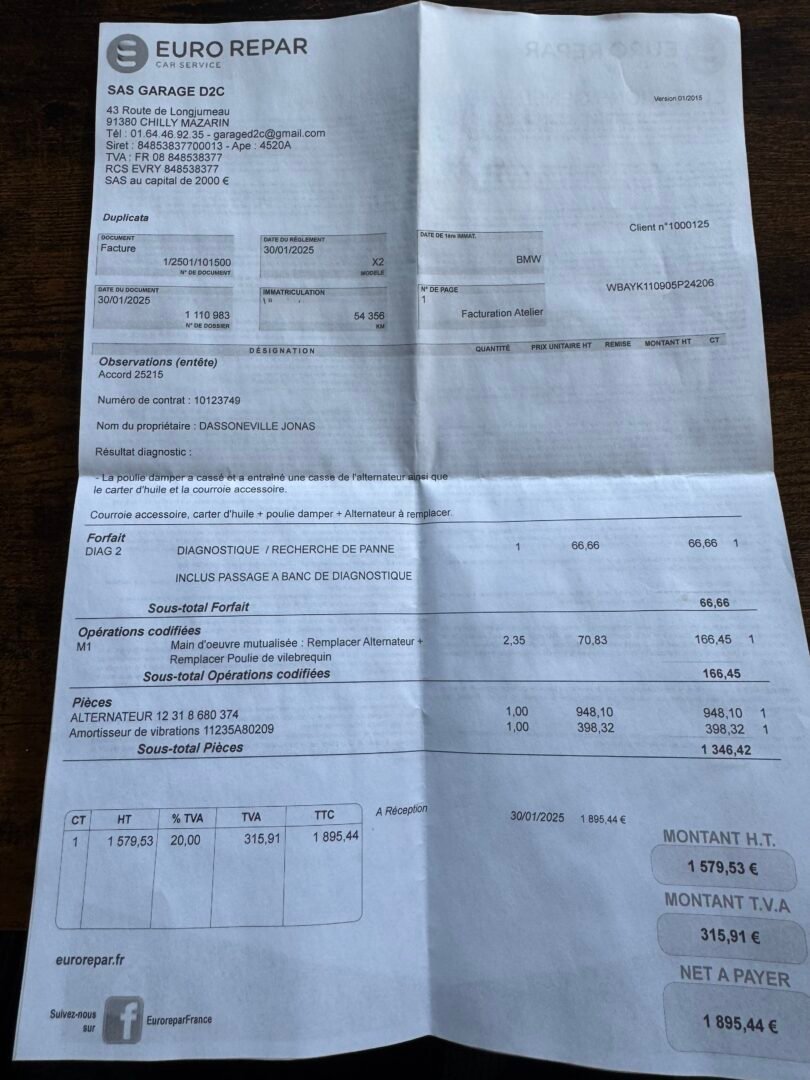 EURO REPAR
CAR SERVICE
Version 01/2015
SAS GARAGE D2C
43 Route de Longjumeau
91380 CHILLY MAZARIN
Tél : 01.64.46.92.35 - garaged2c@gmail.com
Siret : 84853837700013 - Ape : 4520A
TVA : FR 08 848538377
RCS EVRY 848538377
SAS au capital de 2000 €
Duplicata
Client n°1000125
DOCUMENT
Facture
1/2501/101500
N° DE DOCUMENT
DATE DU RÈGLEMENT
30/01/2025
X2
MODELE
DATE DE 1ère IMMAT.
BMW
DATE DU DOCUMENT
30/01/2025
1 110 983
N° DE DOSSIER
IMMATRICULATION
54 356
KM
N° DE PAGE
1
Facturation Atelier
WBAYK110905P24206
DÉSIGNATION QUANTITÉ PRIX UNITAIRE HT REMISE MONTANT HT CT
Observations (entête)
Accord 25215
Numéro de contrat : 10123749
Nom du propriétaire : DASSONEVILLE JONAS
Résultat diagnostic :
- La poulie damper a cassé et a entrainé une casse de l'alternateur ainsi que
le carter d'huile et la courroie accessoire.
Courroie accessoire, carter d'huile + poulie damper + Alternateur à remplacer.
Forfait
DIAG 2 DIAGNOSTIQUE / RECHERCHE DE PANNE 1 66,66 66,66 1
INCLUS PASSAGE A BANC DE DIAGNOSTIQUE
Sous-total Forfait 66,66
Opérations codifiées
M1 Main d'oeuvre mutualisée : Remplacer Alternateur + 2,35 70,83 166,45 1
Remplacer Poulie de vilebrequin
Sous-total Opérations codifiées 166,45
Pièces
ALTERNATEUR 12 31 8 680 374 1,00 948,10 948,10 1
Amortisseur de vibrations 11235A80209 1,00 398,32 398,32 1
Sous-total Pièces 1 346,42
CT HT % TVA TVA TTC
1 1 579,53 20,00 315,91 1 895,44
A Réception 30/01/2025 1 895,44 €
MONTANT H.T.
1 579,53 €
MONTANT T.V.A
315,91 €
NET A PAYER
1 895,44 €
eurorepar.fr
Suivez-nous
sur
f
EuroreparFrance